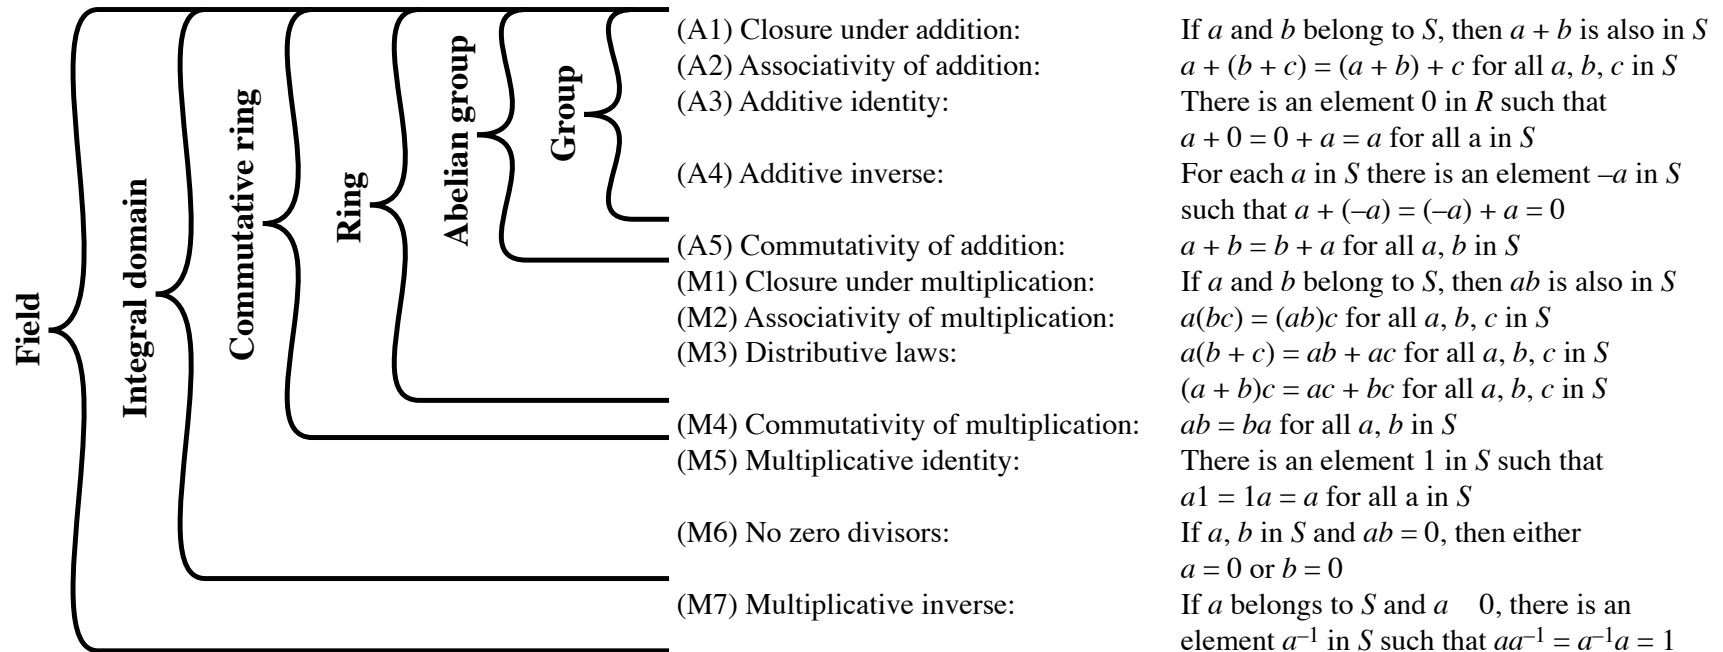 Field
Integral domain
Commutative ring
Ring
Abelian group
Group
(A1) Closure under addition: If a and b belong to S, then a + b is also in S
(A2) Associativity of addition: a + (b + c) = (a + b) + c for all a, b, c in S
(A3) Additive identity: There is an element 0 in R such that
a + 0 = 0 + a = a for all a in S
(A4) Additive inverse: For each a in S there is an element –a in S
such that a + (–a) = (–a) + a = 0
(A5) Commutativity of addition: a + b = b + a for all a, b in S
(M1) Closure under multiplication: If a and b belong to S, then ab is also in S
(M2) Associativity of multiplication: a(bc) = (ab)c for all a, b, c in S
(M3) Distributive laws: a(b + c) = ab + ac for all a, b, c in S
(a + b)c = ac + bc for all a, b, c in S
(M4) Commutativity of multiplication: ab = ba for all a, b in S
(M5) Multiplicative identity: There is an element 1 in S such that
a1 = 1a = a for all a in S
(M6) No zero divisors: If a, b in S and ab = 0, then either
a = 0 or b = 0
(M7) Multiplicative inverse: If a belongs to S and a 0, there is an
element a⁻¹ in S such that aa⁻¹ = a⁻¹a = 1